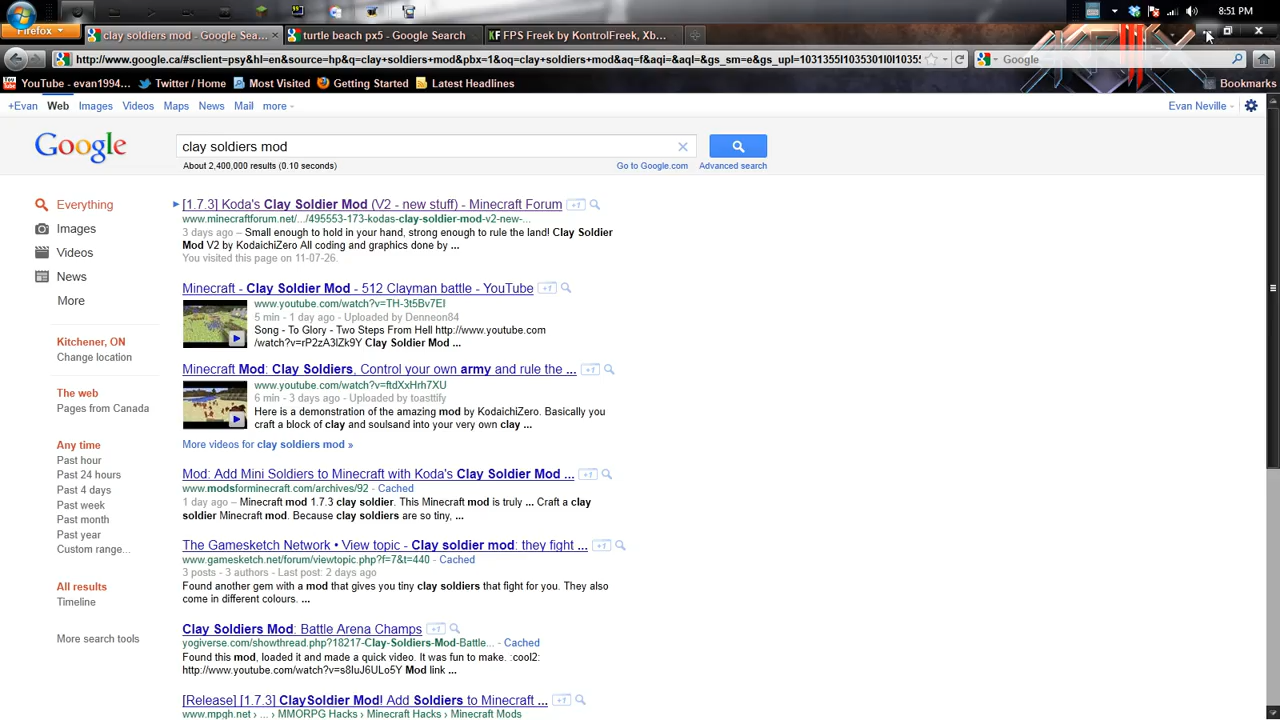 8:51 PM
Firefox
clay soldiers mod - Google Sea...
turtle beach px5 - Google Search
FPS Freek by KontrolFreek, Xb...
http://www.google.ca/#sclient=psy&hl=en&source=hp&q=clay+soldiers+mod&pbx=1&oq=clay+soldiers+mod&aq=f&aqi=&aql=&gs_sm=e&gs_upl=1031355l1035301l0l10355
Google
YouTube - evan1994...
Twitter / Home
Most Visited
Getting Started
Latest Headlines
Bookmarks
+Evan Web Images Videos Maps News Mail more
Evan Neville
Google
clay soldiers mod
About 2,400,000 results (0.10 seconds)
Go to Google.com
Advanced search
Everything
Images
Videos
News
More
Kitchener, ON
Change location
The web
Pages from Canada
Any time
Past hour
Past 24 hours
Past 4 days
Past week
Past month
Past year
Custom range...
All results
Timeline
More search tools
[1.7.3] Koda's Clay Soldier Mod (V2 - new stuff) - Minecraft Forum +1
www.minecraftforum.net/.../495553-173-kodas-clay-soldier-mod-v2-new-...
3 days ago – Small enough to hold in your hand, strong enough to rule the land! Clay Soldier
Mod V2 by KodaichiZero All coding and graphics done by ...
You visited this page on 11-07-26.
Minecraft - Clay Soldier Mod - 512 Clayman battle - YouTube +1
www.youtube.com/watch?v=TH-3t5Bv7EI
5 min - 1 day ago - Uploaded by Denneon84
Song - To Glory - Two Steps From Hell http://www.youtube.com
/watch?v=rP2zA3lZk9Y Clay Soldier Mod ...
Minecraft Mod: Clay Soldiers, Control your own army and rule the ... +1
www.youtube.com/watch?v=ftdXxHrh7XU
6 min - 3 days ago - Uploaded by toasttify
Here is a demonstration of the amazing mod by KodaichiZero. Basically you
craft a block of clay and soulsand into your very own clay ...
More videos for clay soldiers mod »
Mod: Add Mini Soldiers to Minecraft with Koda's Clay Soldier Mod ... +1
www.modsforminecraft.com/archives/92 - Cached
1 day ago – Minecraft mod 1.7.3 clay soldier. This Minecraft mod is truly ... Craft a clay
soldier Minecraft mod. Because clay soldiers are so tiny, ...
The Gamesketch Network • View topic - Clay soldier mod: they fight ... +1
www.gamesketch.net/forum/viewtopic.php?f=7&t=440 - Cached
3 posts - 3 authors - Last post: 2 days ago
Found another gem with a mod that gives you tiny clay soldiers that fight for you. They also
come in different colours. ...
Clay Soldiers Mod: Battle Arena Champs +1
yogiverse.com/showthread.php?18217-Clay-Soldiers-Mod-Battle... - Cached
Found this mod, loaded it and made a quick video. It was fun to make. :cool2:
http://www.youtube.com/watch?v=s8IuJ6ULo5Y Mod link ...
[Release] [1.7.3] ClaySoldier Mod! Add Soldiers to Minecraft ... +1
www.mpgh.net › ... › MMORPG Hacks › Minecraft Hacks › Minecraft Mods